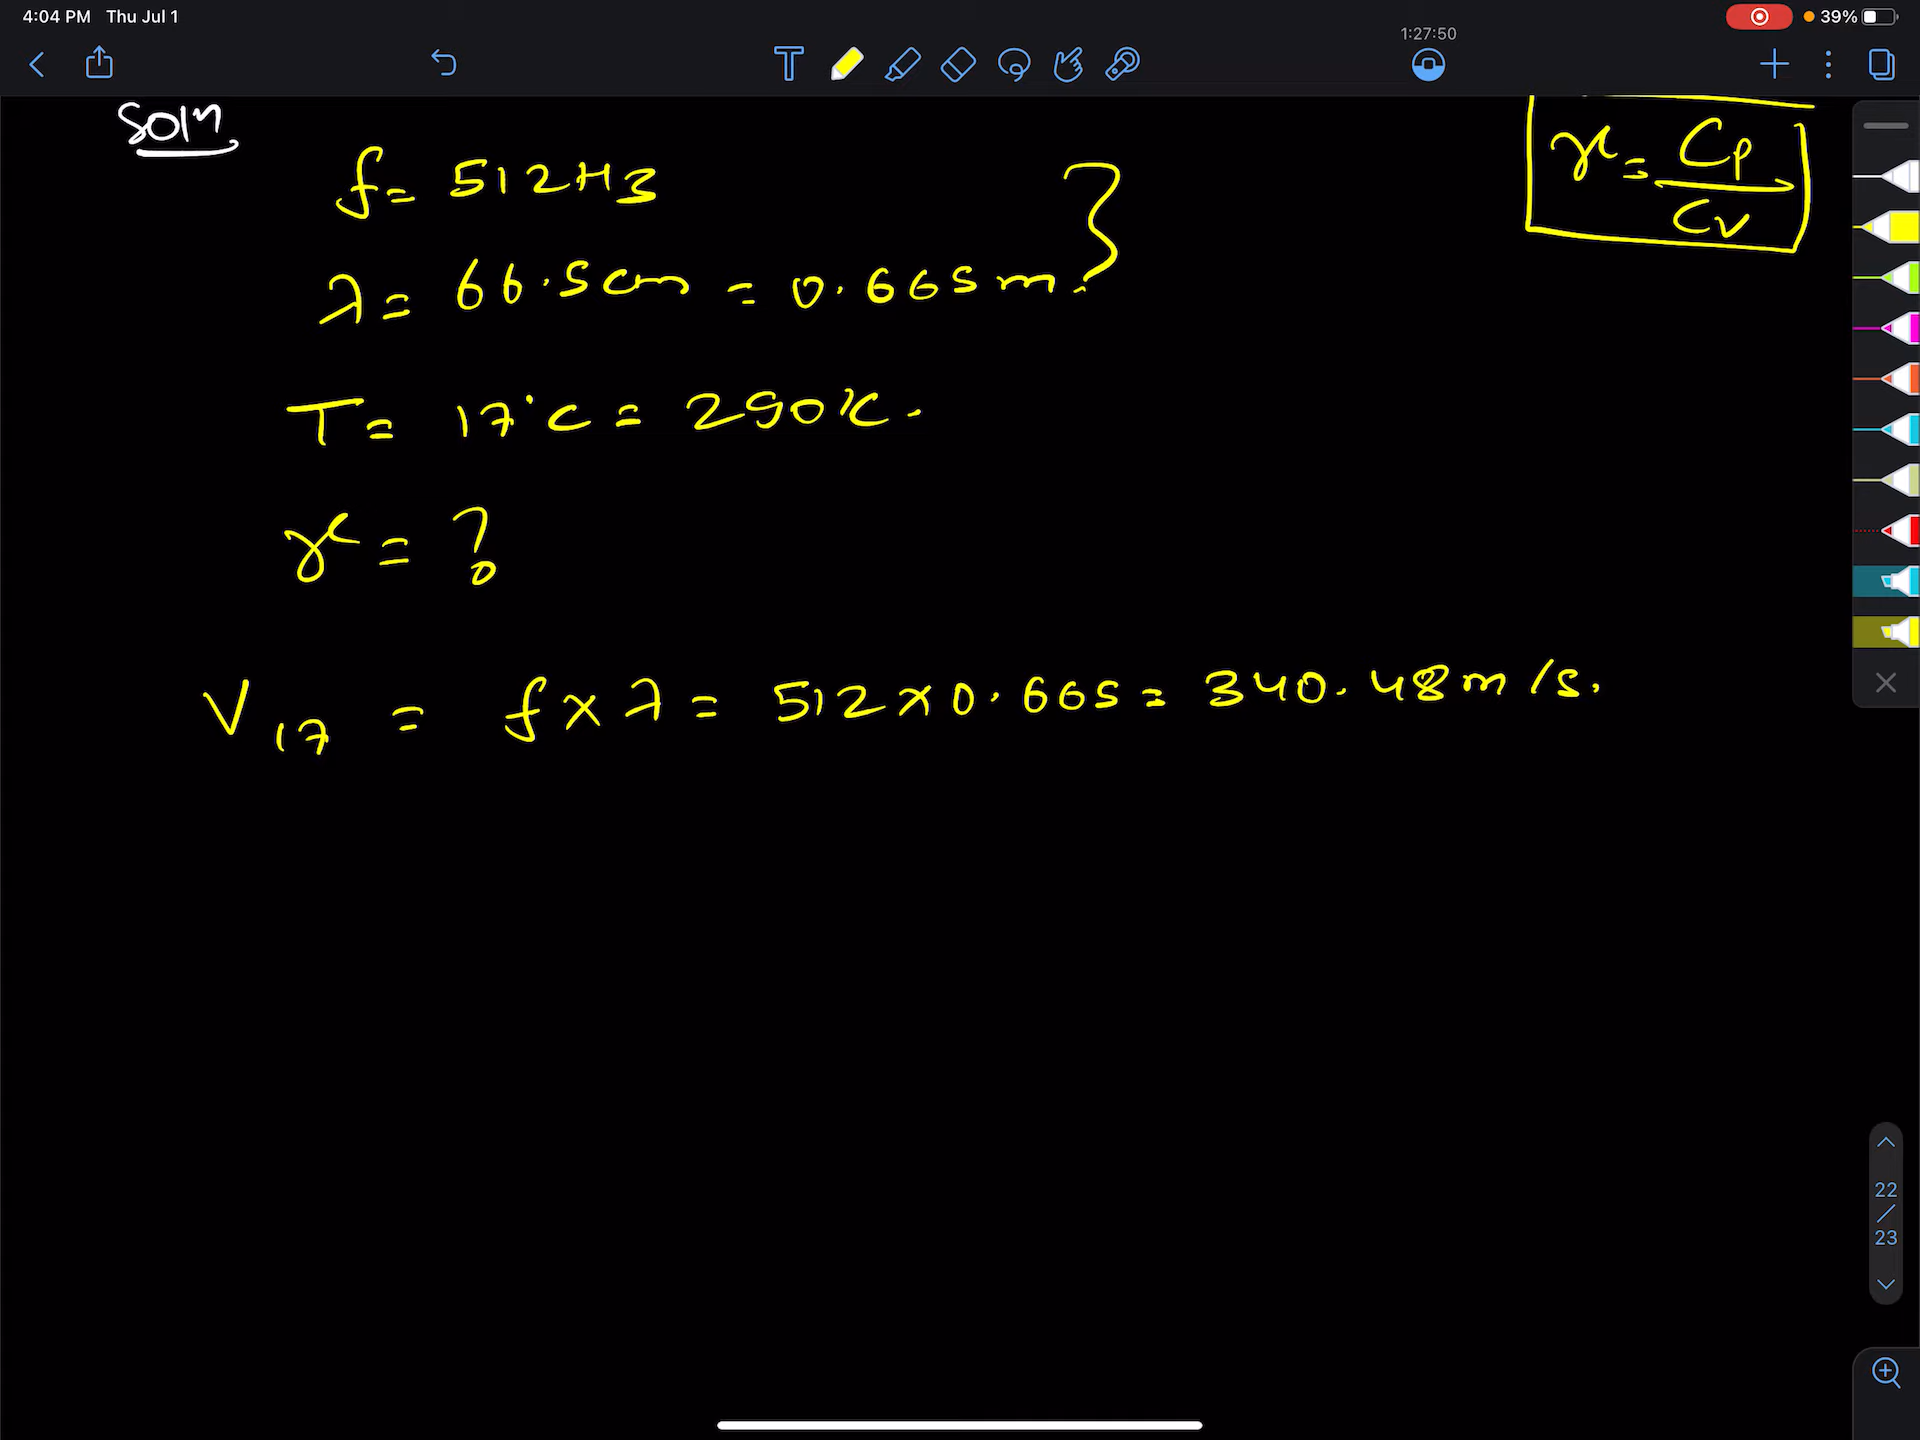 4:04 PM Thu Jul 1
39%
1:27:50
Soln
f = 512Hz
γ = Cp/Cv
λ = 66.5cm = 0.665m.
T = 17°C = 290K.
γ = ?
V17 = f x λ = 512 x 0.665 = 340.48 m/s.
22
/
23